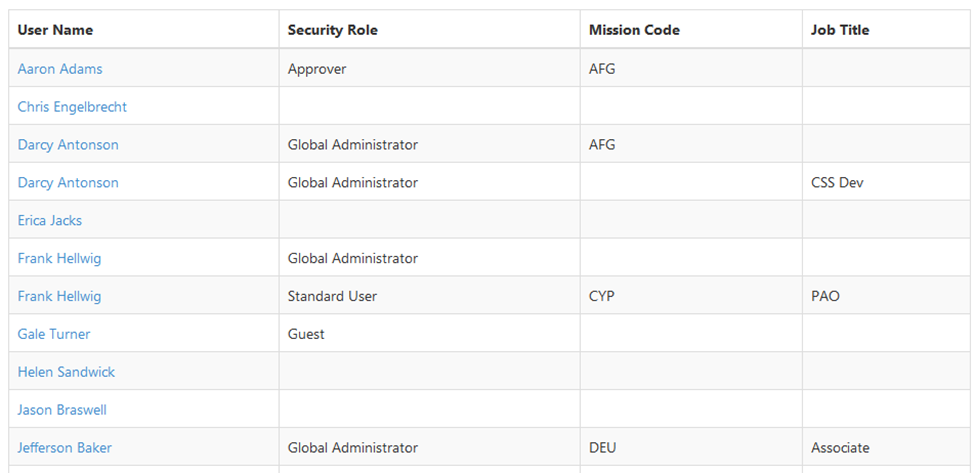 User Name Security Role Mission Code Job Title
Aaron Adams Approver AFG
Chris Engelbrecht
Darcy Antonson Global Administrator AFG
Darcy Antonson Global Administrator CSS Dev
Erica Jacks
Frank Hellwig Global Administrator
Frank Hellwig Standard User CYP PAO
Gale Turner Guest
Helen Sandwick
Jason Braswell
Jefferson Baker Global Administrator DEU Associate